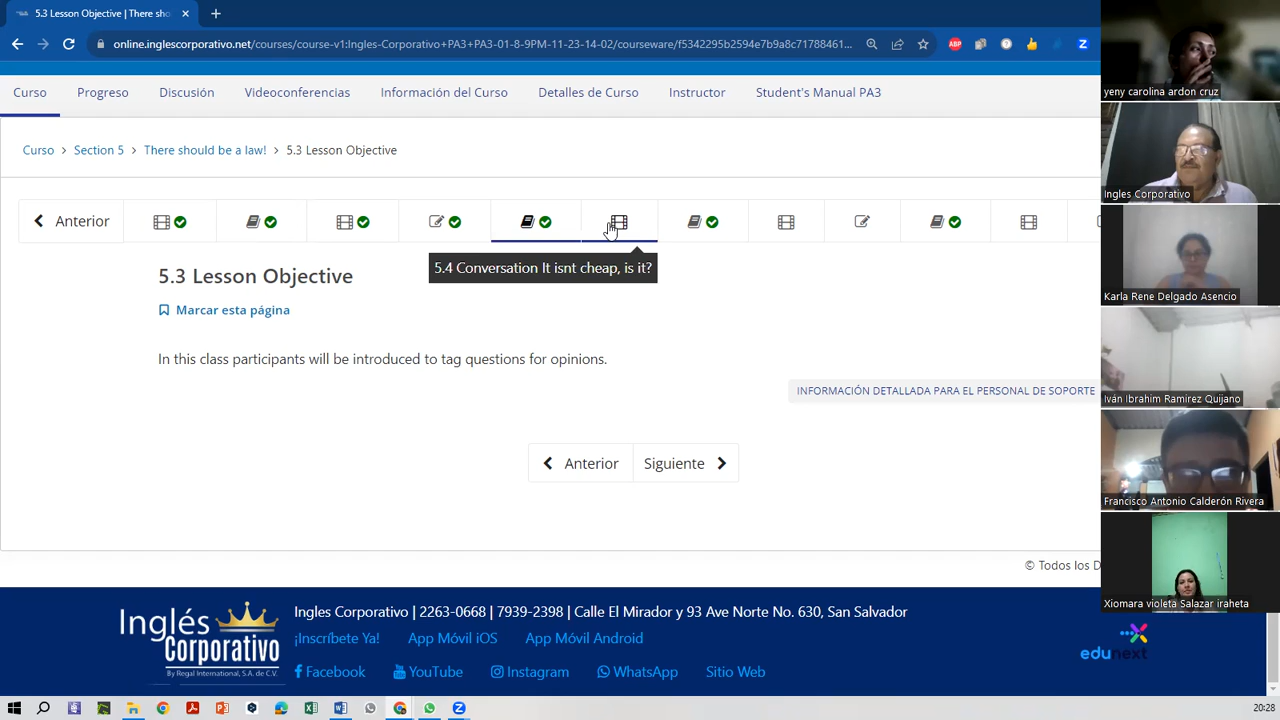 5.3 Lesson Objective | There sho
online.inglescorporativo.net/courses/course-v1:Ingles-Corporativo+PA3+PA3-01-8-9PM-11-23-14-02/courseware/f5342295b2594e7b9a8c71788461...
ABP
Curso
Progreso
Discusión
Videoconferencias
Información del Curso
Detalles de Curso
Instructor
Student's Manual PA3
Curso > Section 5 > There should be a law! > 5.3 Lesson Objective
Anterior
5.4 Conversation It isnt cheap, is it?
5.3 Lesson Objective
Marcar esta página
In this class participants will be introduced to tag questions for opinions.
INFORMACIÓN DETALLADA PARA EL PERSONAL DE SOPORTE
Anterior
Siguiente
© Todos los D
Inglés
Corporativo
By Regal International, S.A. de C.V.
Ingles Corporativo | 2263-0668 | 7939-2398 | Calle El Mirador y 93 Ave Norte No. 630, San Salvador
¡Inscríbete Ya!
App Móvil iOS
App Móvil Android
Facebook
YouTube
Instagram
WhatsApp
Sitio Web
edunext
yeny carolina ardon cruz
Ingles Corporativo
Karla Rene Delgado Asencio
Iván Ibrahim Ramírez Quijano
Francisco Antonio Calderón Rivera
Xiomara violeta Salazar iraheta
20:28